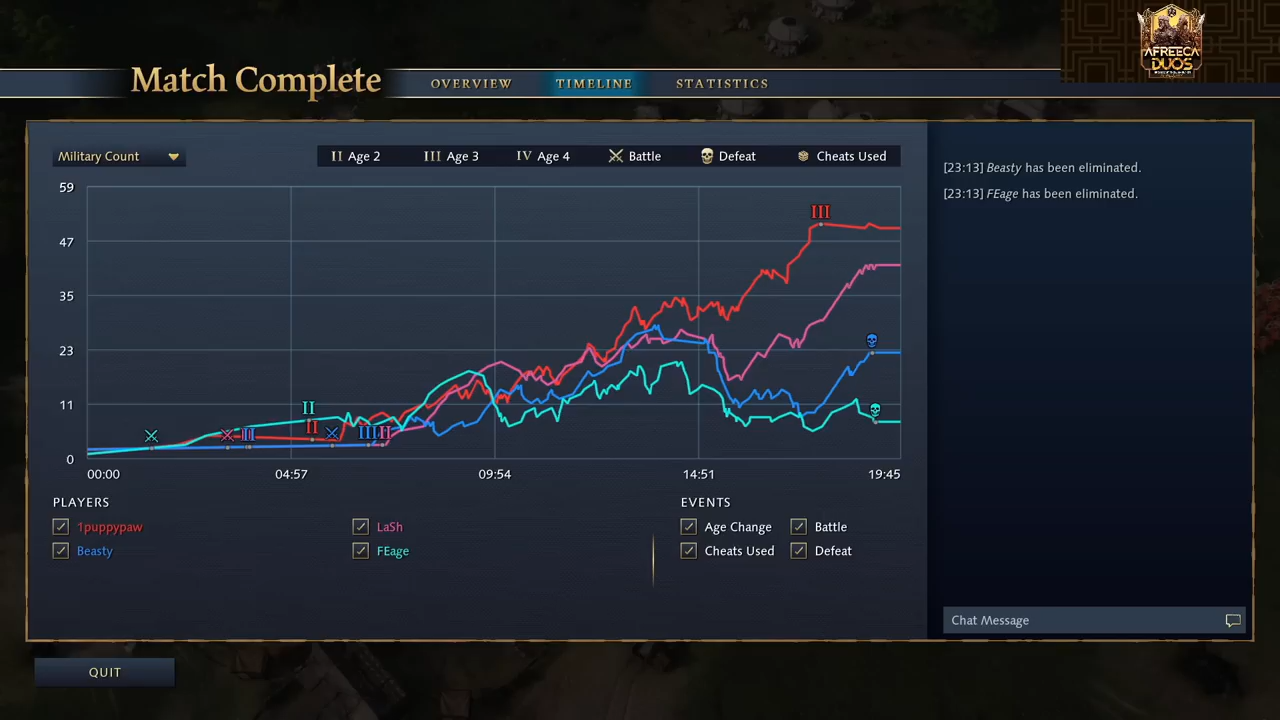 AFREECA
DUOS
Match Complete
OVERVIEW
TIMELINE
STATISTICS
Military Count
II Age 2
III Age 3
IV Age 4
Battle
Defeat
Cheats Used
[23:13] Beasty has been eliminated.
[23:13] FEage has been eliminated.
59
47
35
23
11
0
III
II
II
II
III
II
00:00
04:57
09:54
14:51
19:45
PLAYERS
1puppypaw
LaSh
Beasty
FEage
EVENTS
Age Change
Battle
Cheats Used
Defeat
Chat Message
QUIT